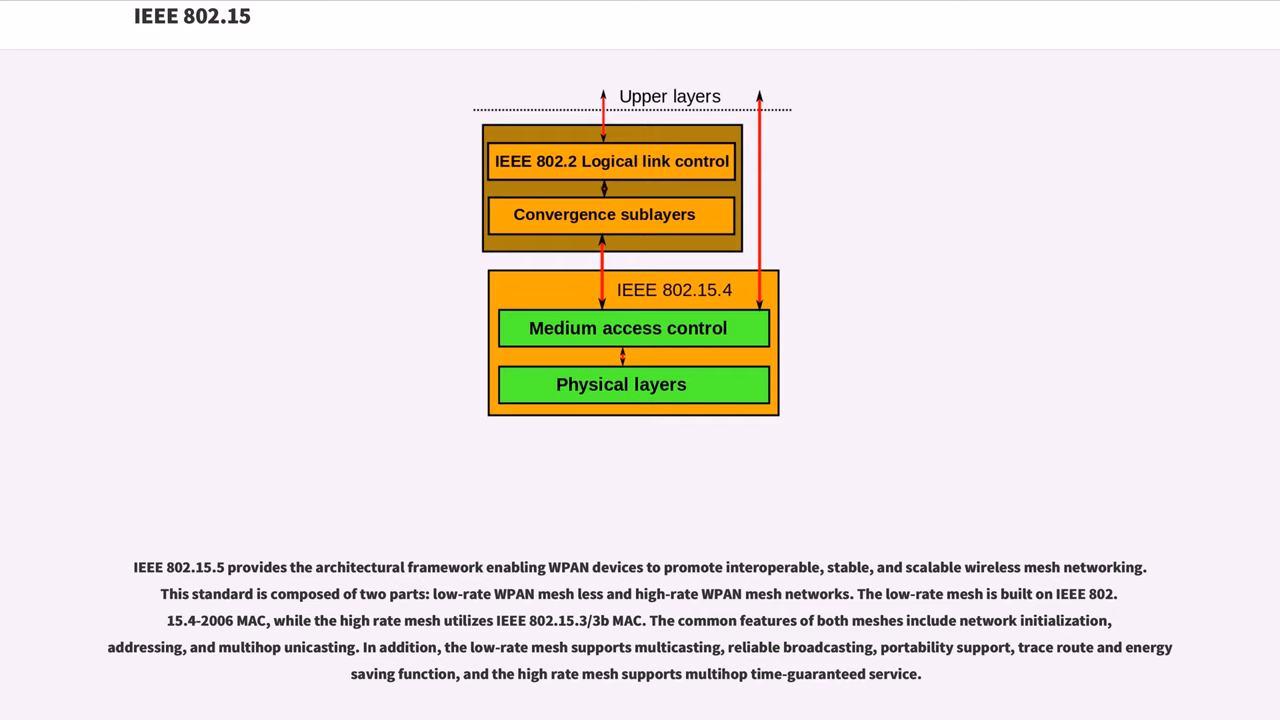 IEEE 802.15
Upper layers
IEEE 802.2 Logical link control
Convergence sublayers
IEEE 802.15.4
Medium access control
Physical layers
IEEE 802.15.5 provides the architectural framework enabling WPAN devices to promote interoperable, stable, and scalable wireless mesh networking.
This standard is composed of two parts: low-rate WPAN mesh less and high-rate WPAN mesh networks. The low-rate mesh is built on IEEE 802.
15.4-2006 MAC, while the high rate mesh utilizes IEEE 802.15.3/3b MAC. The common features of both meshes include network initialization,
addressing, and multihop unicasting. In addition, the low-rate mesh supports multicasting, reliable broadcasting, portability support, trace route and energy
saving function, and the high rate mesh supports multihop time-guaranteed service.